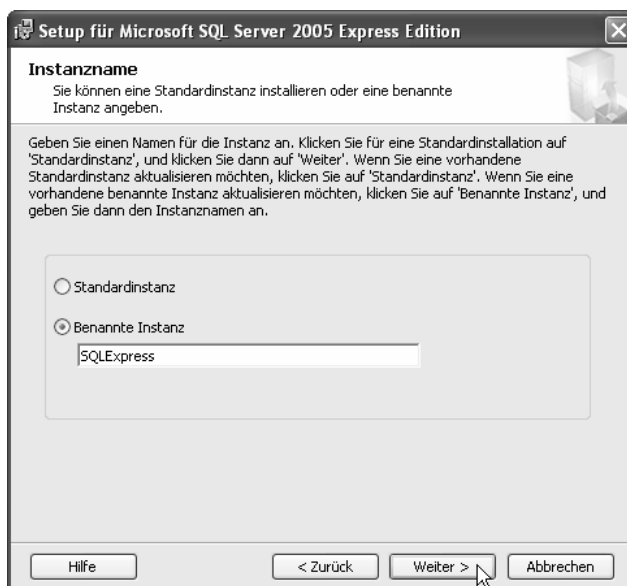 Setup für Microsoft SQL Server 2005 Express Edition
Instanzname
Sie können eine Standardinstanz installieren oder eine benannte
Instanz angeben.
Geben Sie einen Namen für die Instanz an. Klicken Sie für eine Standardinstallation auf
'Standardinstanz', und klicken Sie dann auf 'Weiter'. Wenn Sie eine vorhandene
Standardinstanz aktualisieren möchten, klicken Sie auf 'Standardinstanz'. Wenn Sie eine
vorhandene benannte Instanz aktualisieren möchten, klicken Sie auf 'Benannte Instanz', und
geben Sie dann den Instanznamen an.
Standardinstanz
Benannte Instanz
SQLExpress
Hilfe
< Zurück
Weiter >
Abbrechen